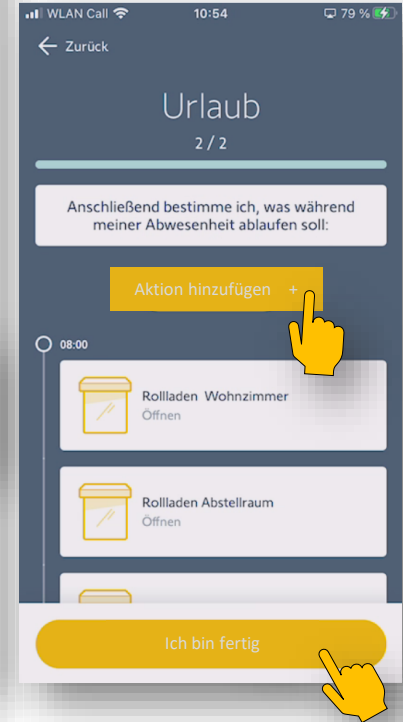 WLAN Call 10:54 79 %
← Zurück
Urlaub
2 / 2
Anschließend bestimme ich, was während
meiner Abwesenheit ablaufen soll:
Aktion hinzufügen +
08:00
Rollladen Wohnzimmer
Öffnen
Rollladen Abstellraum
Öffnen
Ich bin fertig